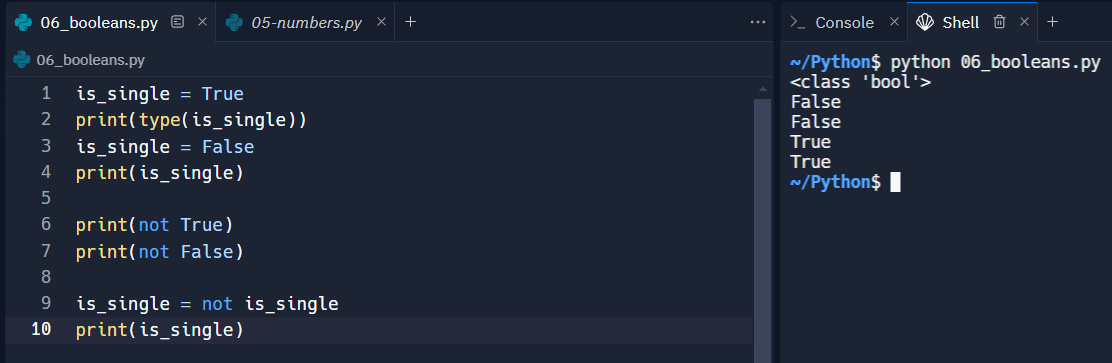 06_booleans.py
05-numbers.py
06_booleans.py
1 is_single = True
2 print(type(is_single))
3 is_single = False
4 print(is_single)
5
6 print(not True)
7 print(not False)
8
9 is_single = not is_single
10 print(is_single)
Console
Shell
~/Python$ python 06_booleans.py
<class 'bool'>
False
False
True
True
~/Python$